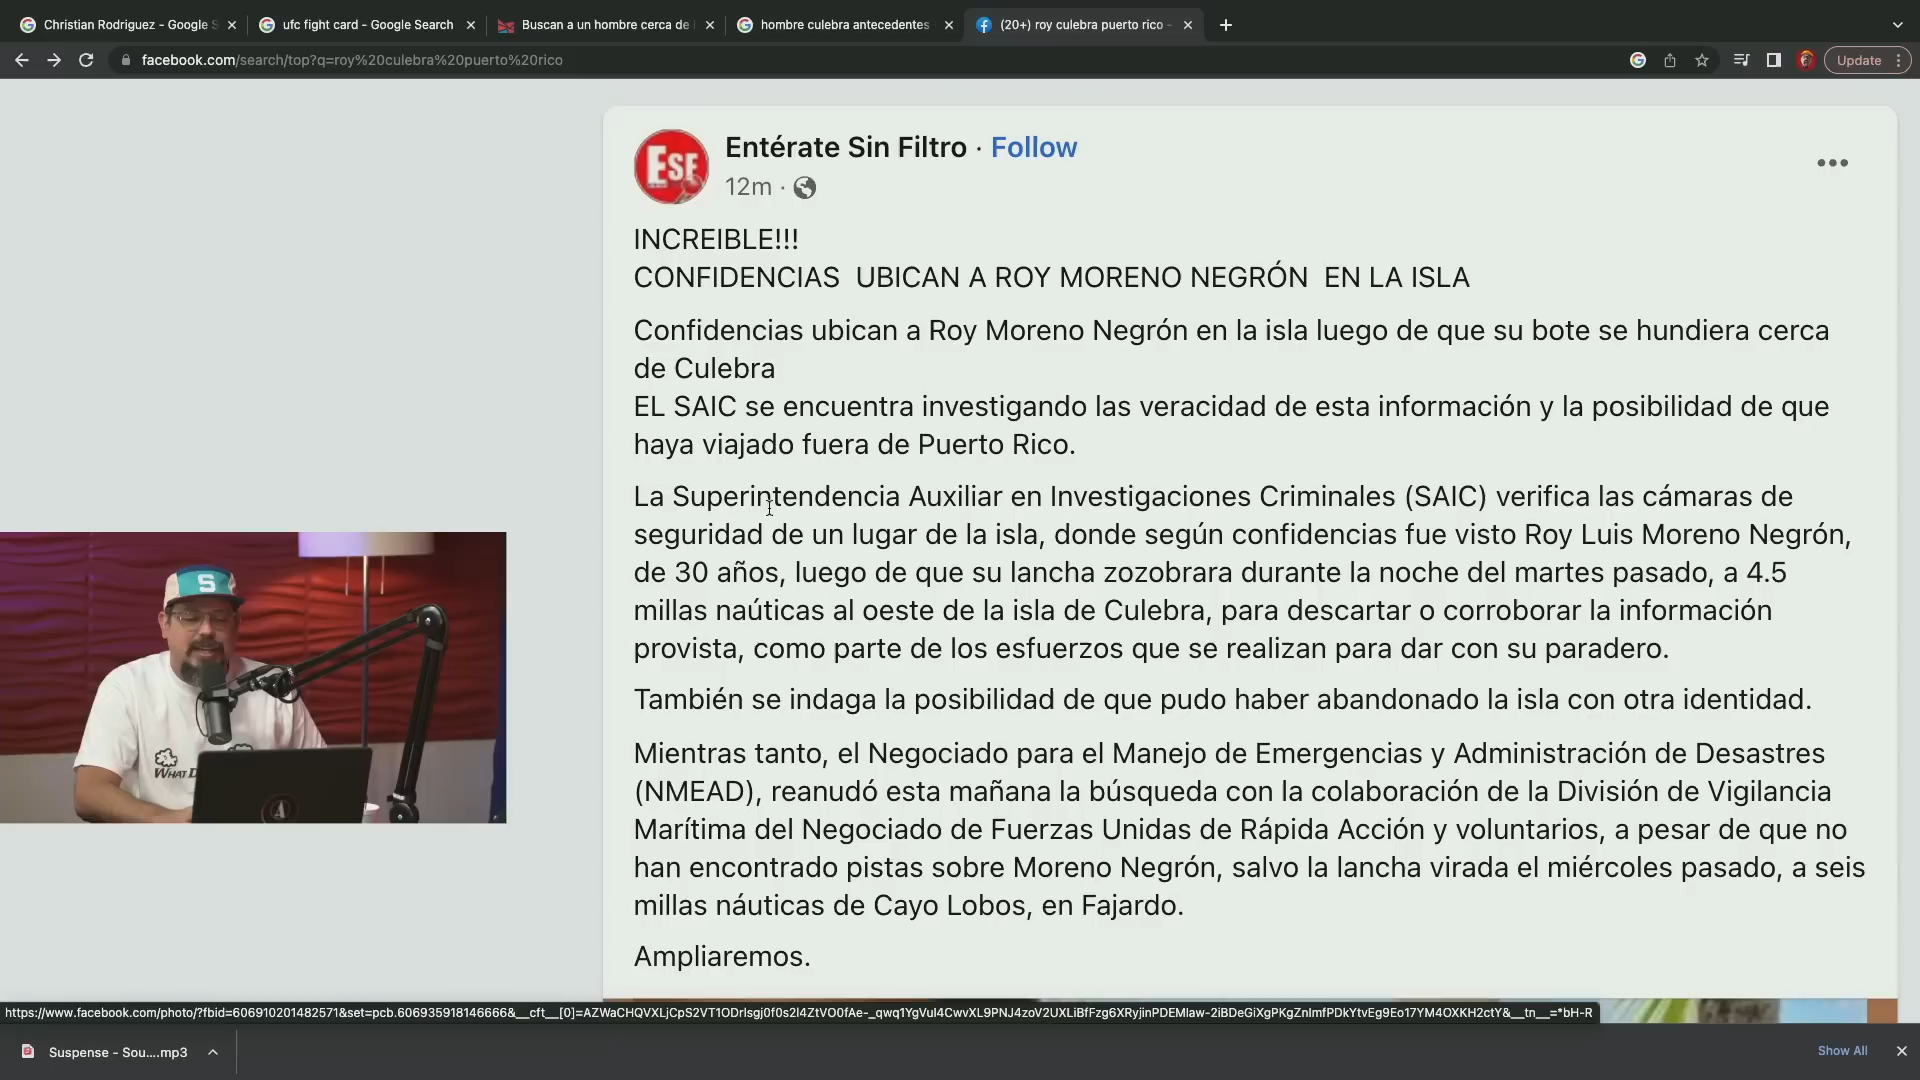 Christian Rodriguez - Google S
ufc fight card - Google Search
Buscan a un hombre cerca de
hombre culebra antecedentes
(20+) roy culebra puerto rico -
facebook.com/search/top?q=roy%20culebra%20puerto%20rico
Update
ESF
Entérate Sin Filtro · Follow
12m ·
INCREIBLE!!!
CONFIDENCIAS UBICAN A ROY MORENO NEGRÓN EN LA ISLA
Confidencias ubican a Roy Moreno Negrón en la isla luego de que su bote se hundiera cerca
de Culebra
EL SAIC se encuentra investigando las veracidad de esta información y la posibilidad de que
haya viajado fuera de Puerto Rico.
La Superintendencia Auxiliar en Investigaciones Criminales (SAIC) verifica las cámaras de
seguridad de un lugar de la isla, donde según confidencias fue visto Roy Luis Moreno Negrón,
de 30 años, luego de que su lancha zozobrara durante la noche del martes pasado, a 4.5
millas naúticas al oeste de la isla de Culebra, para descartar o corroborar la información
provista, como parte de los esfuerzos que se realizan para dar con su paradero.
También se indaga la posibilidad de que pudo haber abandonado la isla con otra identidad.
Mientras tanto, el Negociado para el Manejo de Emergencias y Administración de Desastres
(NMEAD), reanudó esta mañana la búsqueda con la colaboración de la División de Vigilancia
Marítima del Negociado de Fuerzas Unidas de Rápida Acción y voluntarios, a pesar de que no
han encontrado pistas sobre Moreno Negrón, salvo la lancha virada el miércoles pasado, a seis
millas náuticas de Cayo Lobos, en Fajardo.
Ampliaremos.
S
WHAT D
A
Suspense - Sou....mp3
Show All